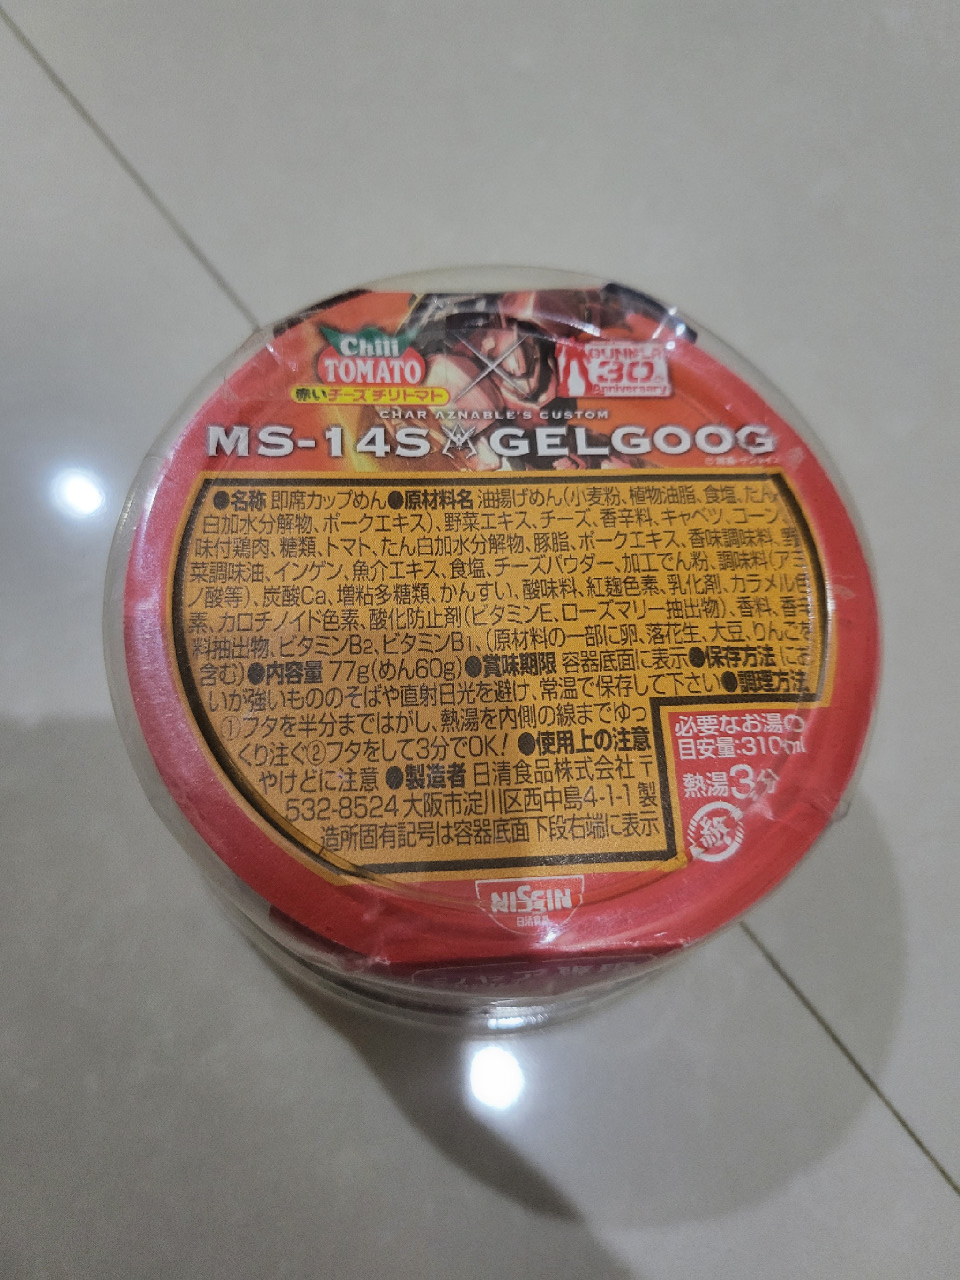 Chili
TOMATO
赤いチーズチリトマト
GUNPLA
30th
Anniversary
CHAR AZNABLE'S CUSTOM
MS-14S GELGOOG
●名称 即席カップめん●原材料名 油揚げめん(小麦粉、植物油脂、食塩、たん
白加水分解物、ポークエキス)、野菜エキス、チーズ、香辛料、キャベツ、コーン、
味付鶏肉、糖類、トマト、たん白加水分解物、豚脂、ポークエキス、香味調味料、野
菜調味油、インゲン、魚介エキス、食塩、チーズパウダー、加工でん粉、調味料(アミ
ノ酸等)、炭酸Ca、増粘多糖類、かんすい、酸味料、紅麹色素、乳化剤、カラメル色
素、カロチノイド色素、酸化防止剤(ビタミンE、ローズマリー抽出物)、香料、香辛
料抽出物、ビタミンB2、ビタミンB1、(原材料の一部に卵、落花生、大豆、りんごを
含む)●内容量 77g(めん60g)●賞味期限 容器底面に表示●保存方法 にお
いが強いもののそばや直射日光を避け、常温で保存して下さい●調理方法
①フタを半分まではがし、熱湯を内側の線までゆっ
くり注ぐ②フタをして3分でOK!●使用上の注意
やけどに注意●製造者 日清食品株式会社 〒
532-8524 大阪市淀川区西中島4-1-1 製
造所固有記号は容器底面下段右端に表示
必要なお湯の
目安量:310ml
熱湯3分
紙
NISSIN
日清食品